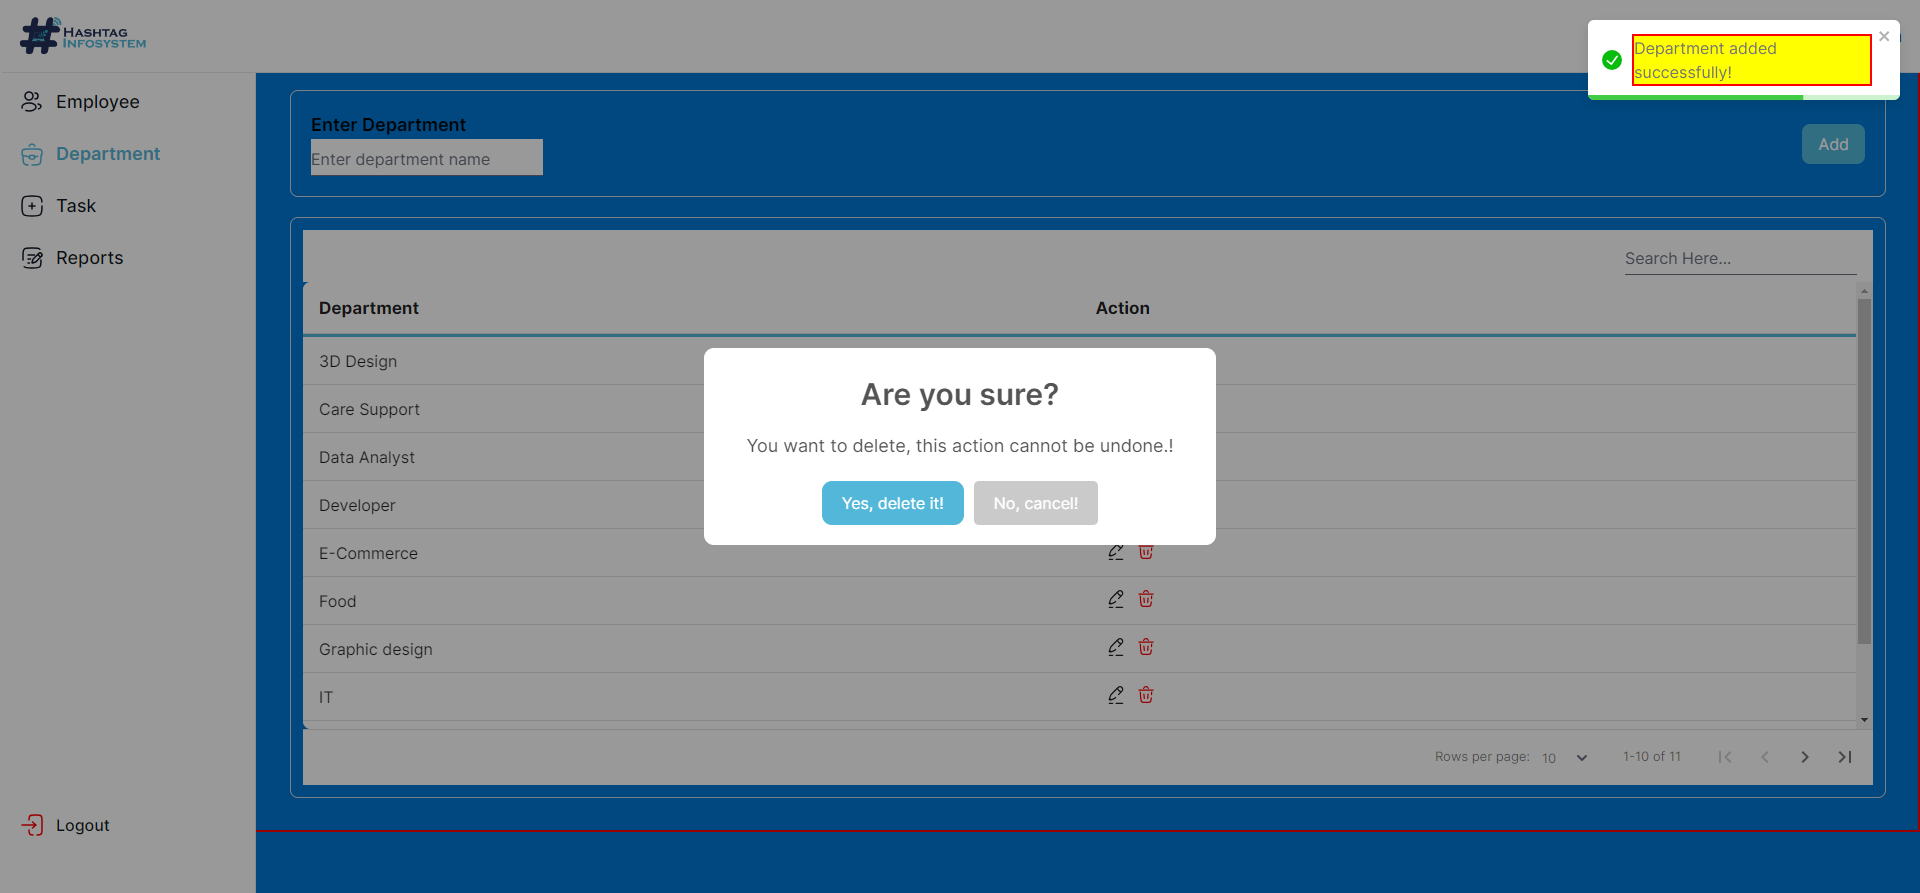 HASHTAG
INFOSYSTEM
Department added
successfully!
Employee
Department
Task
Reports
Logout
Enter Department
Enter department name
Add
Search Here...
Department Action
3D Design
Care Support
Data Analyst
Developer
E-Commerce
Food
Graphic design
IT
Are you sure?
You want to delete, this action cannot be undone.!
Yes, delete it! No, cancel!
Rows per page: 10 1-10 of 11